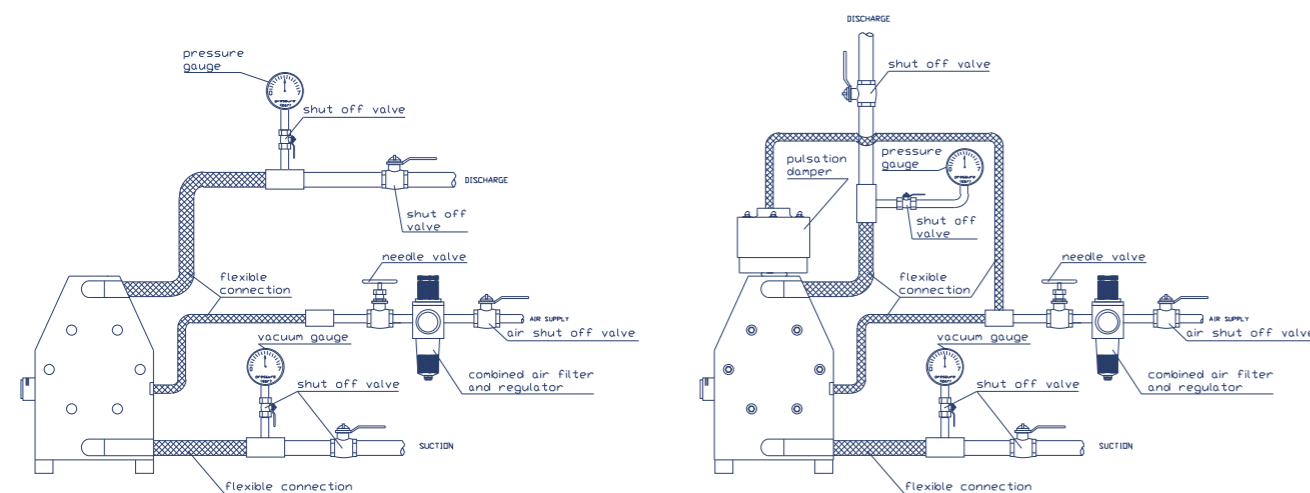 pressure
gauge
shut off valve
DISCHARGE
shut off
valve
flexible
connection
needle valve
AIR SUPPLY
air shut off valve
vacuum gauge
combined air filter
and regulator
shut off valve
SUCTION
flexible connection
DISCHARGE
shut off valve
pulsation
damper
pressure
gauge
shut off
valve
flexible
connection
needle valve
AIR SUPPLY
air shut off valve
vacuum gauge
combined air filter
and regulator
shut off valve
SUCTION
flexible connection